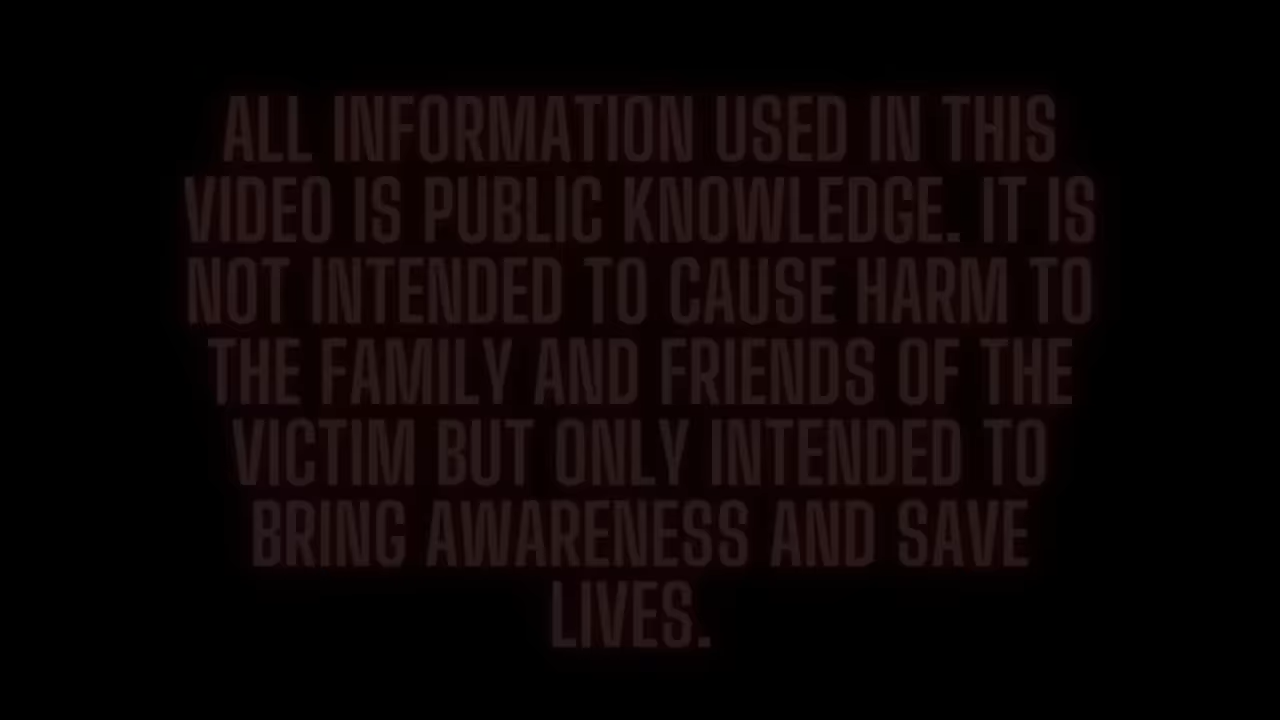 ALL INFORMATION USED IN THIS
VIDEO IS PUBLIC KNOWLEDGE. IT IS
NOT INTENDED TO CAUSE HARM TO
THE FAMILY AND FRIENDS OF THE
VICTIM BUT ONLY INTENDED TO
BRING AWARENESS AND SAVE
LIVES.